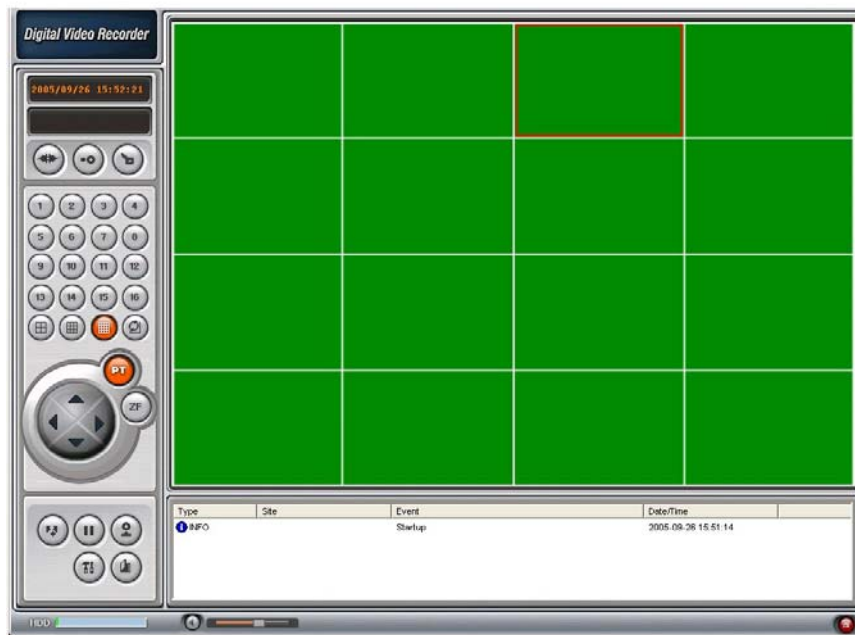 Digital Video Recorder
2005/09/26 15:52:21
1 2 3 4
5 6 7 8
9 10 11 12
13 14 15 16
PT
ZF
Type Site Event Date/Time
INFO Startup 2005-09-26 15:51:14
HDD